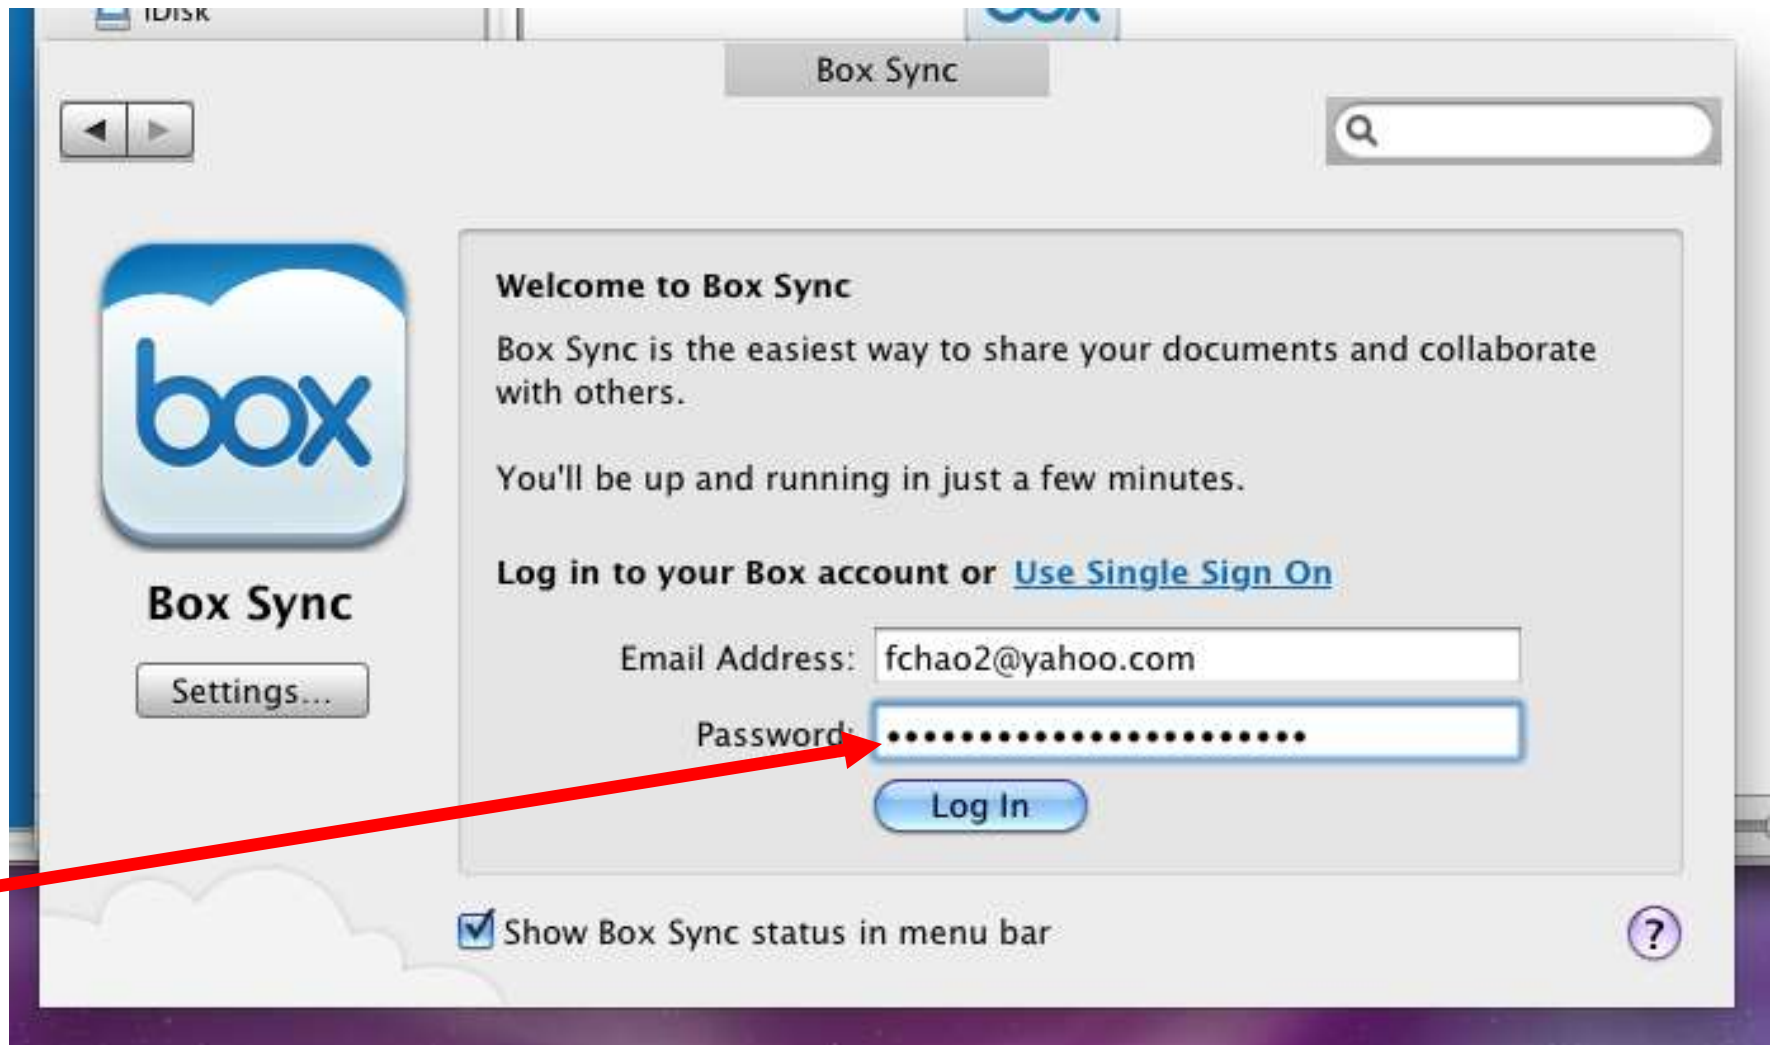 iDisk
box
Box Sync
box
Box Sync
Settings...
Welcome to Box Sync
Box Sync is the easiest way to share your documents and collaborate
with others.
You'll be up and running in just a few minutes.
Log in to your Box account or Use Single Sign On
Email Address: fchao2@yahoo.com
Password: •••••••••••••••••••••••
Log In
Show Box Sync status in menu bar
?